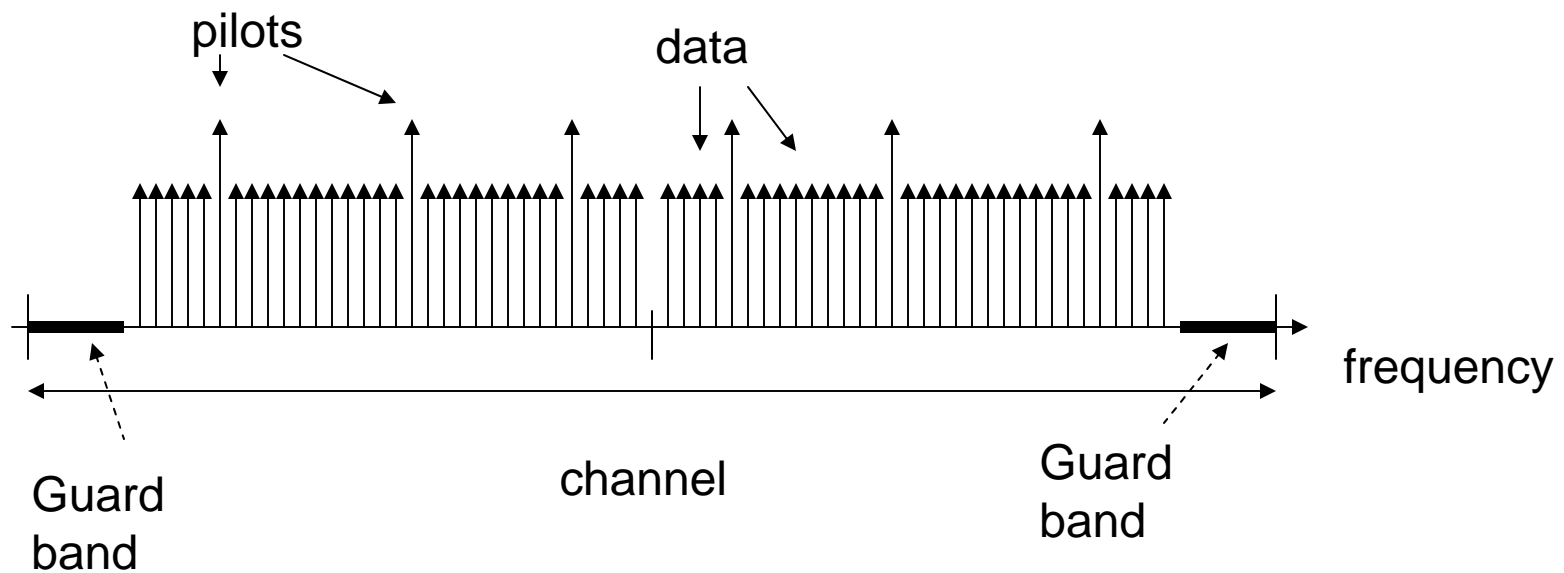 pilots
data
frequency
Guard
band
channel
Guard
band